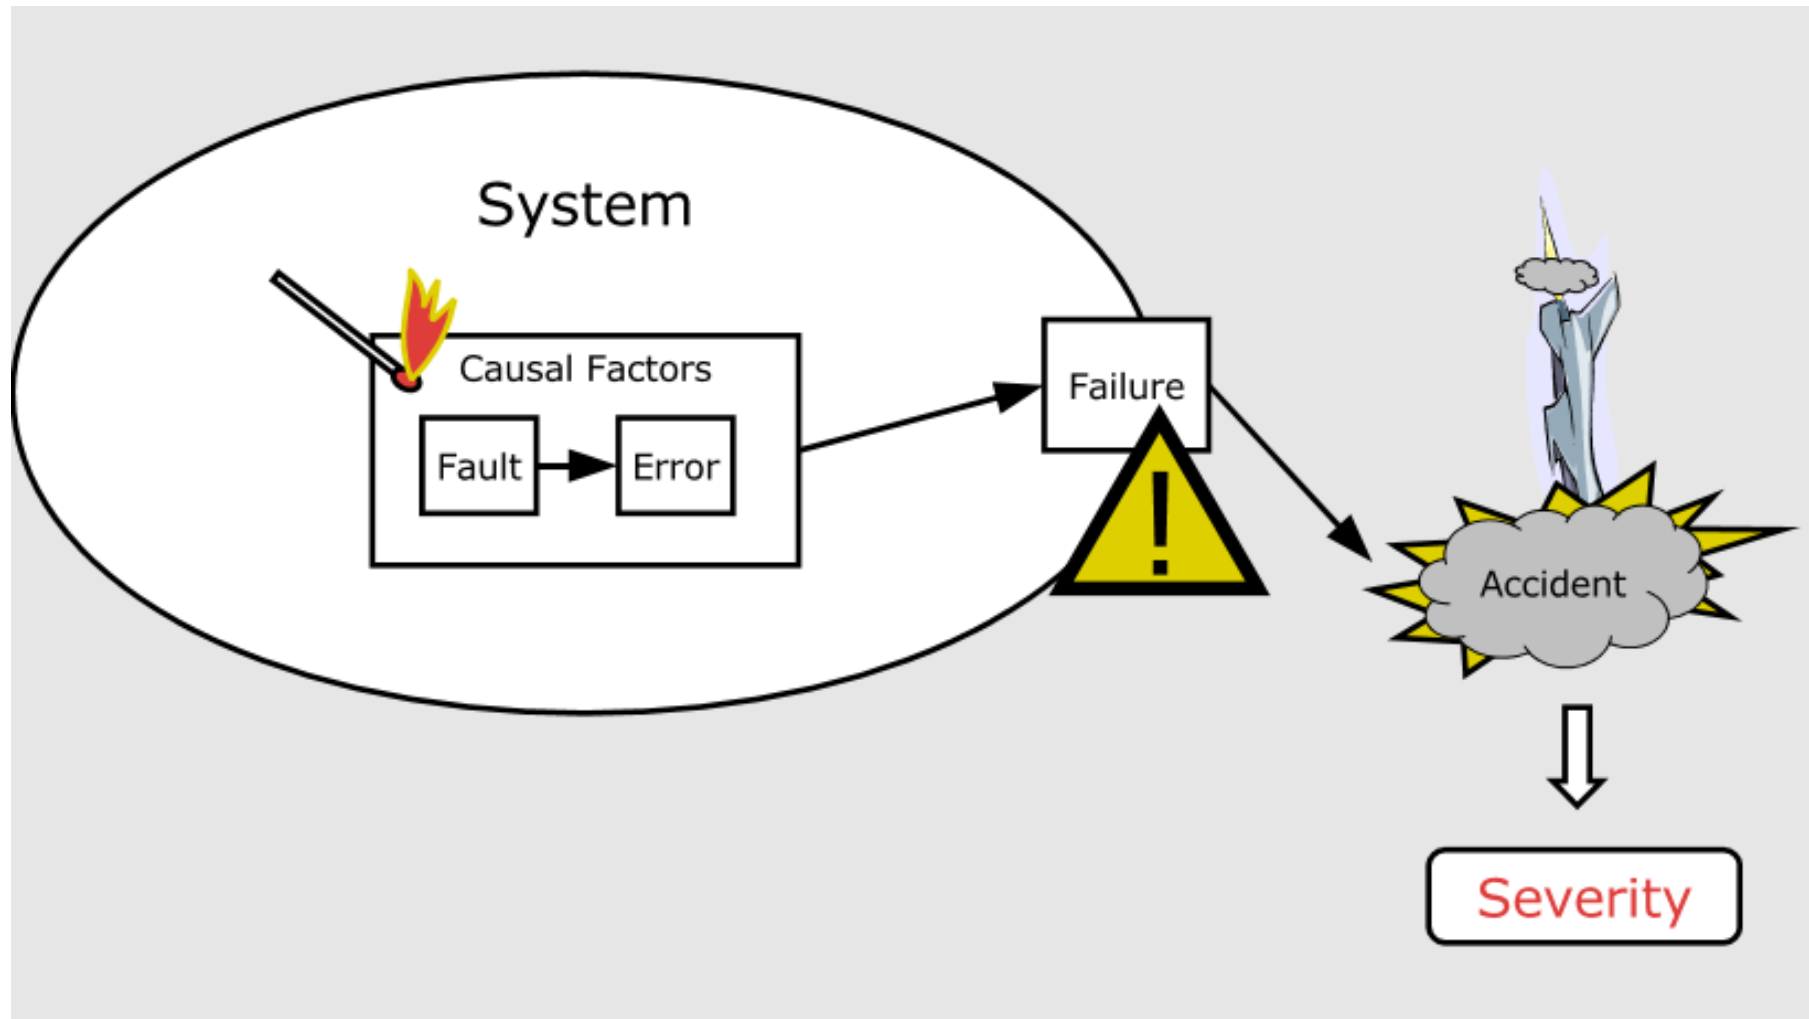 System
Causal Factors
Fault
Error
Failure
!
Accident
Severity